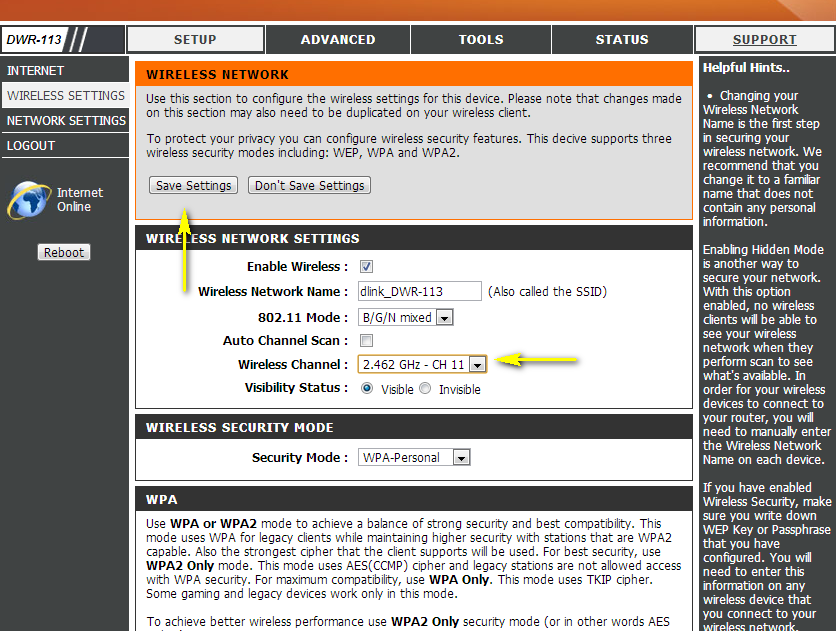 DWR-113
SETUP
ADVANCED
TOOLS
STATUS
SUPPORT
INTERNET
WIRELESS SETTINGS
NETWORK SETTINGS
LOGOUT
Internet
Online
Reboot
WIRELESS NETWORK
Use this section to configure the wireless settings for this device. Please note that changes made
on this section may also need to be duplicated on your wireless client.
To protect your privacy you can configure wireless security features. This decive supports three
wireless security modes including: WEP, WPA and WPA2.
Save Settings
Don't Save Settings
WIRELESS NETWORK SETTINGS
Enable Wireless :
Wireless Network Name : dlink_DWR-113 (Also called the SSID)
802.11 Mode : B/G/N mixed
Auto Channel Scan :
Wireless Channel : 2.462 GHz - CH 11
Visibility Status : Visible Invisible
WIRELESS SECURITY MODE
Security Mode : WPA-Personal
WPA
Use WPA or WPA2 mode to achieve a balance of strong security and best compatibility. This
mode uses WPA for legacy clients while maintaining higher security with stations that are WPA2
capable. Also the strongest cipher that the client supports will be used. For best security, use
WPA2 Only mode. This mode uses AES(CCMP) cipher and legacy stations are not allowed access
with WPA security. For maximum compatibility, use WPA Only. This mode uses TKIP cipher.
Some gaming and legacy devices work only in this mode.
To achieve better wireless performance use WPA2 Only security mode (or in other words AES
Helpful Hints..
• Changing your
Wireless Network
Name is the first step
in securing your
wireless network. We
recommend that you
change it to a familiar
name that does not
contain any personal
information.
Enabling Hidden Mode
is another way to
secure your network.
With this option
enabled, no wireless
clients will be able to
see your wireless
network when they
perform scan to see
what's available. In
order for your wireless
devices to connect to
your router, you will
need to manually enter
the Wireless Network
Name on each device.
If you have enabled
Wireless Security, make
sure you write down
WEP Key or Passphrase
that you have
configured. You will
need to enter this
information on any
wireless device that
you connect to your
wireless network.